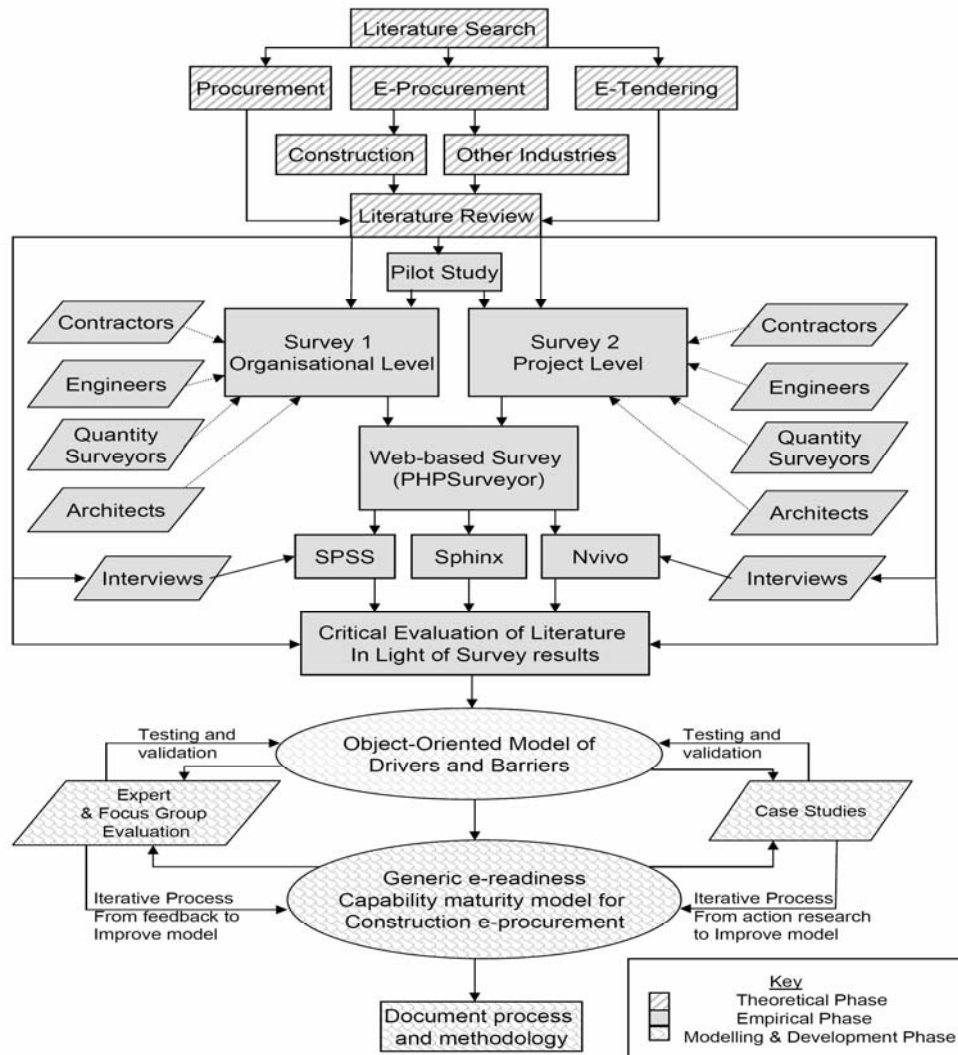 Literature Search
Procurement
E-Procurement
E-Tendering
Construction
Other Industries
Literature Review
Pilot Study
Contractors
Engineers
Quantity
Surveyors
Architects
Survey 1
Organisational Level
Survey 2
Project Level
Contractors
Engineers
Quantity
Surveyors
Architects
Web-based Survey
(PHPSurveyor)
Interviews
SPSS
Sphinx
Nvivo
Interviews
Critical Evaluation of Literature
In Light of Survey results
Testing and
validation
Object-Oriented Model of
Drivers and Barriers
Testing and
validation
Expert
& Focus Group
Evaluation
Case Studies
Iterative Process
From feedback to
Improve model
Generic e-readiness
Capability maturity model for
Construction e-procurement
Iterative Process
From action research
to Improve model
Document process
and methodology
Key
Theoretical Phase
Empirical Phase
Modelling & Development Phase